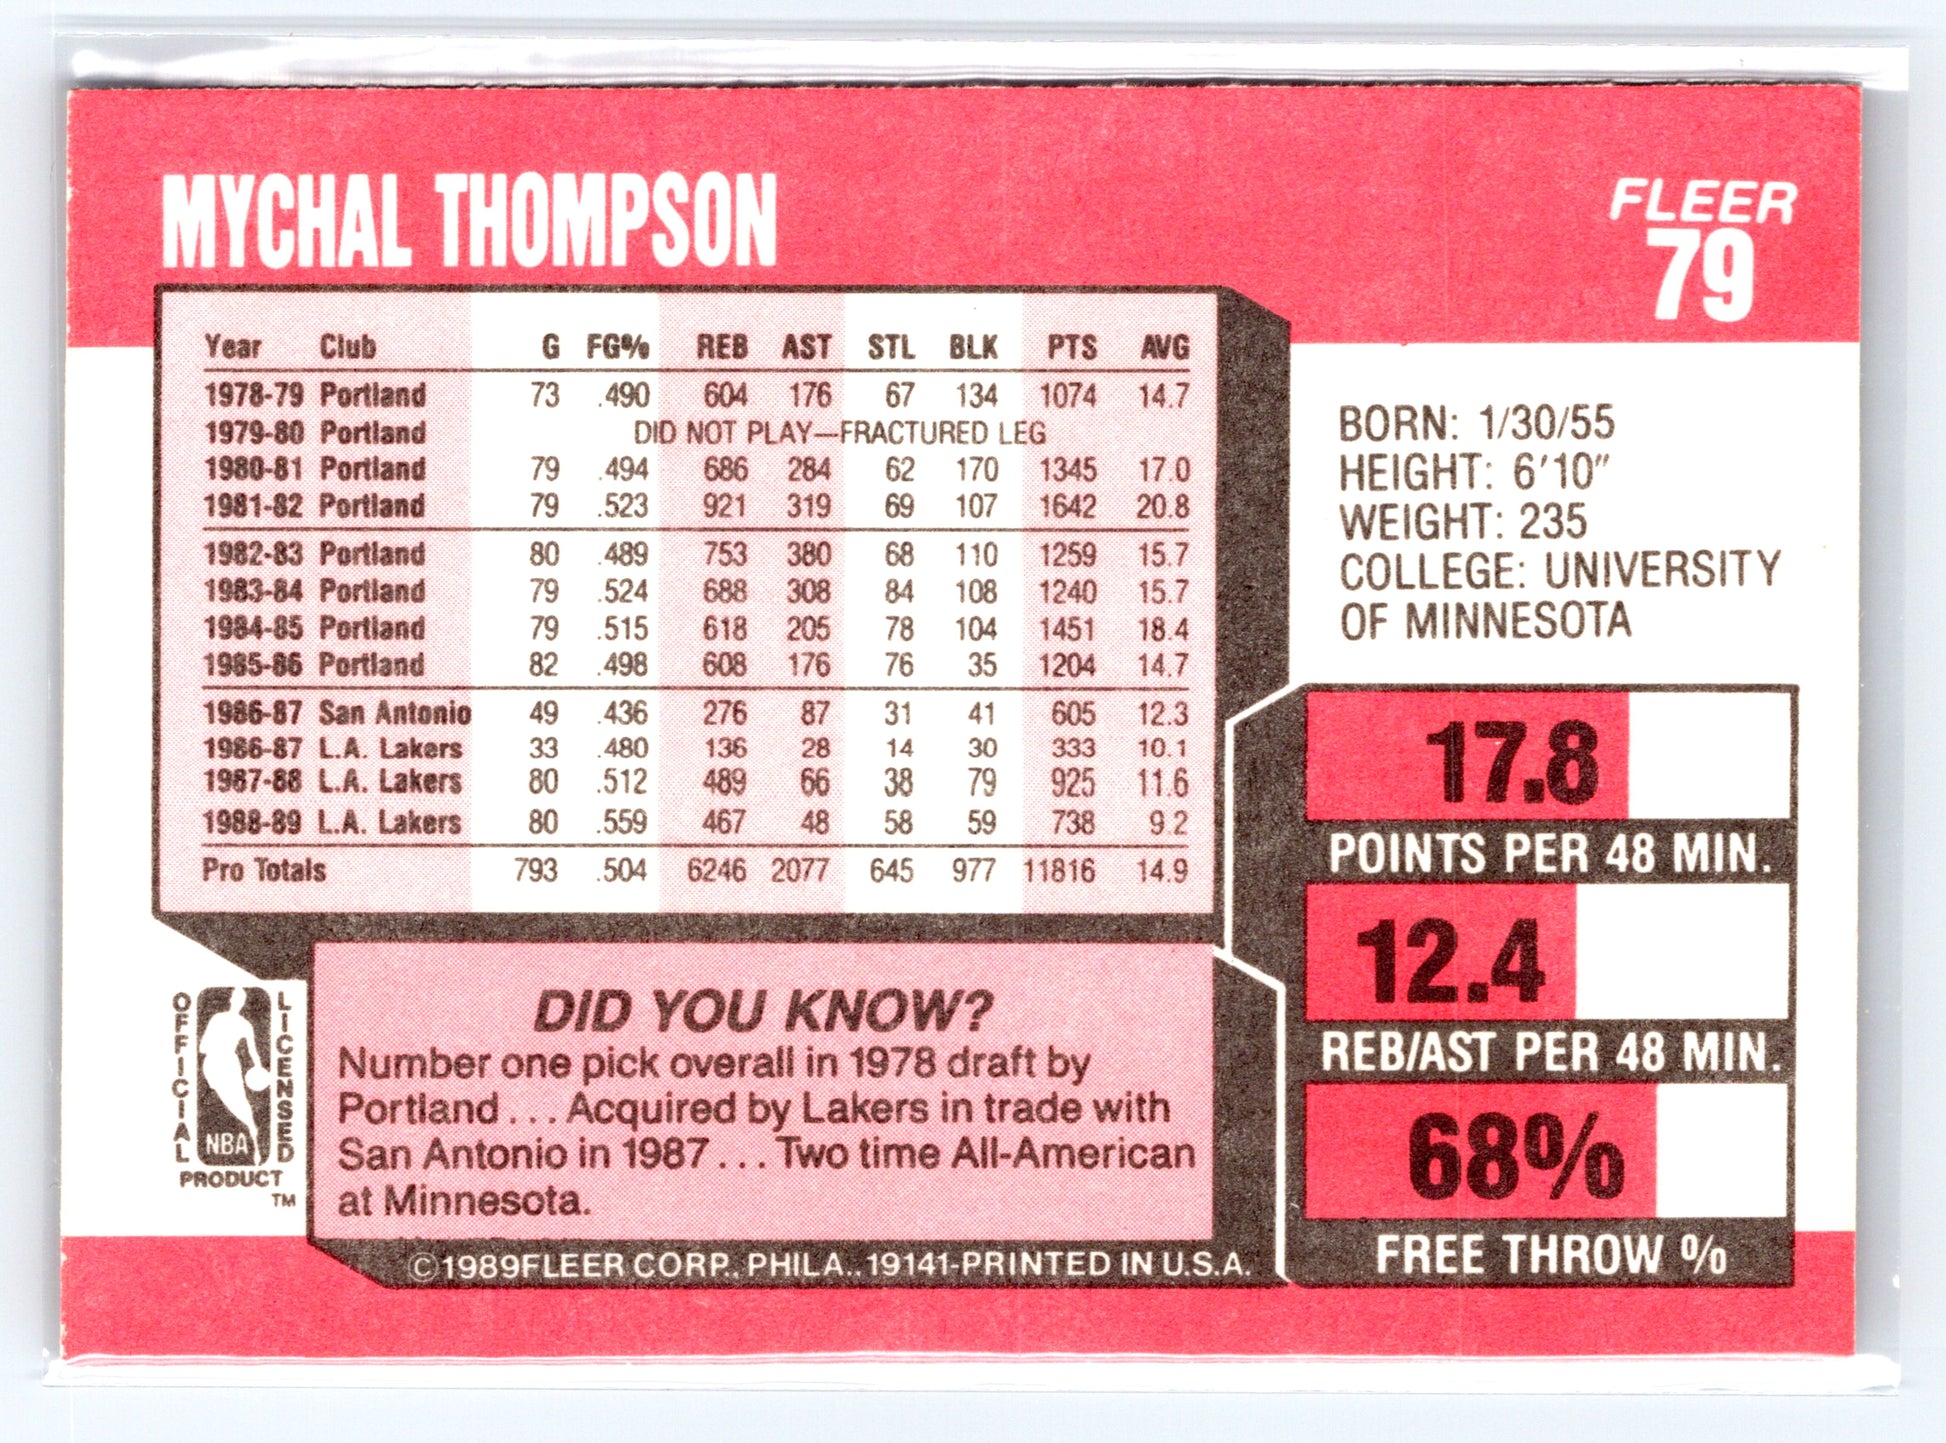 MYCHAL THOMPSON
FLEER
79
Year Club G FG% REB AST STL BLK PTS AVG
1978-79 Portland 73 .490 604 176 67 134 1074 14.7
1979-80 Portland DID NOT PLAY—FRACTURED LEG
1980-81 Portland 79 .494 686 284 62 170 1345 17.0
1981-82 Portland 79 .523 921 319 69 107 1642 20.8
1982-83 Portland 80 .489 753 380 68 110 1259 15.7
1983-84 Portland 79 .524 688 308 84 108 1240 15.7
1984-85 Portland 79 .515 618 205 78 104 1451 18.4
1985-86 Portland 82 .498 608 176 76 35 1204 14.7
1986-87 San Antonio 49 .436 276 87 31 41 605 12.3
1986-87 L.A. Lakers 33 .480 136 28 14 30 333 10.1
1987-88 L.A. Lakers 80 .512 489 66 38 79 925 11.6
1988-89 L.A. Lakers 80 .559 467 48 58 59 738 9.2
Pro Totals 793 .504 6246 2077 645 977 11816 14.9
BORN: 1/30/55
HEIGHT: 6'10"
WEIGHT: 235
COLLEGE: UNIVERSITY
OF MINNESOTA
17.8
POINTS PER 48 MIN.
12.4
REB/AST PER 48 MIN.
68%
FREE THROW %
OFFICIAL
LICENSED
NBA
PRODUCT
TM
DID YOU KNOW?
Number one pick overall in 1978 draft by
Portland . . . Acquired by Lakers in trade with
San Antonio in 1987 . . . Two time All-American
at Minnesota.
©1989FLEER CORP., PHILA., 19141-PRINTED IN U.S.A.